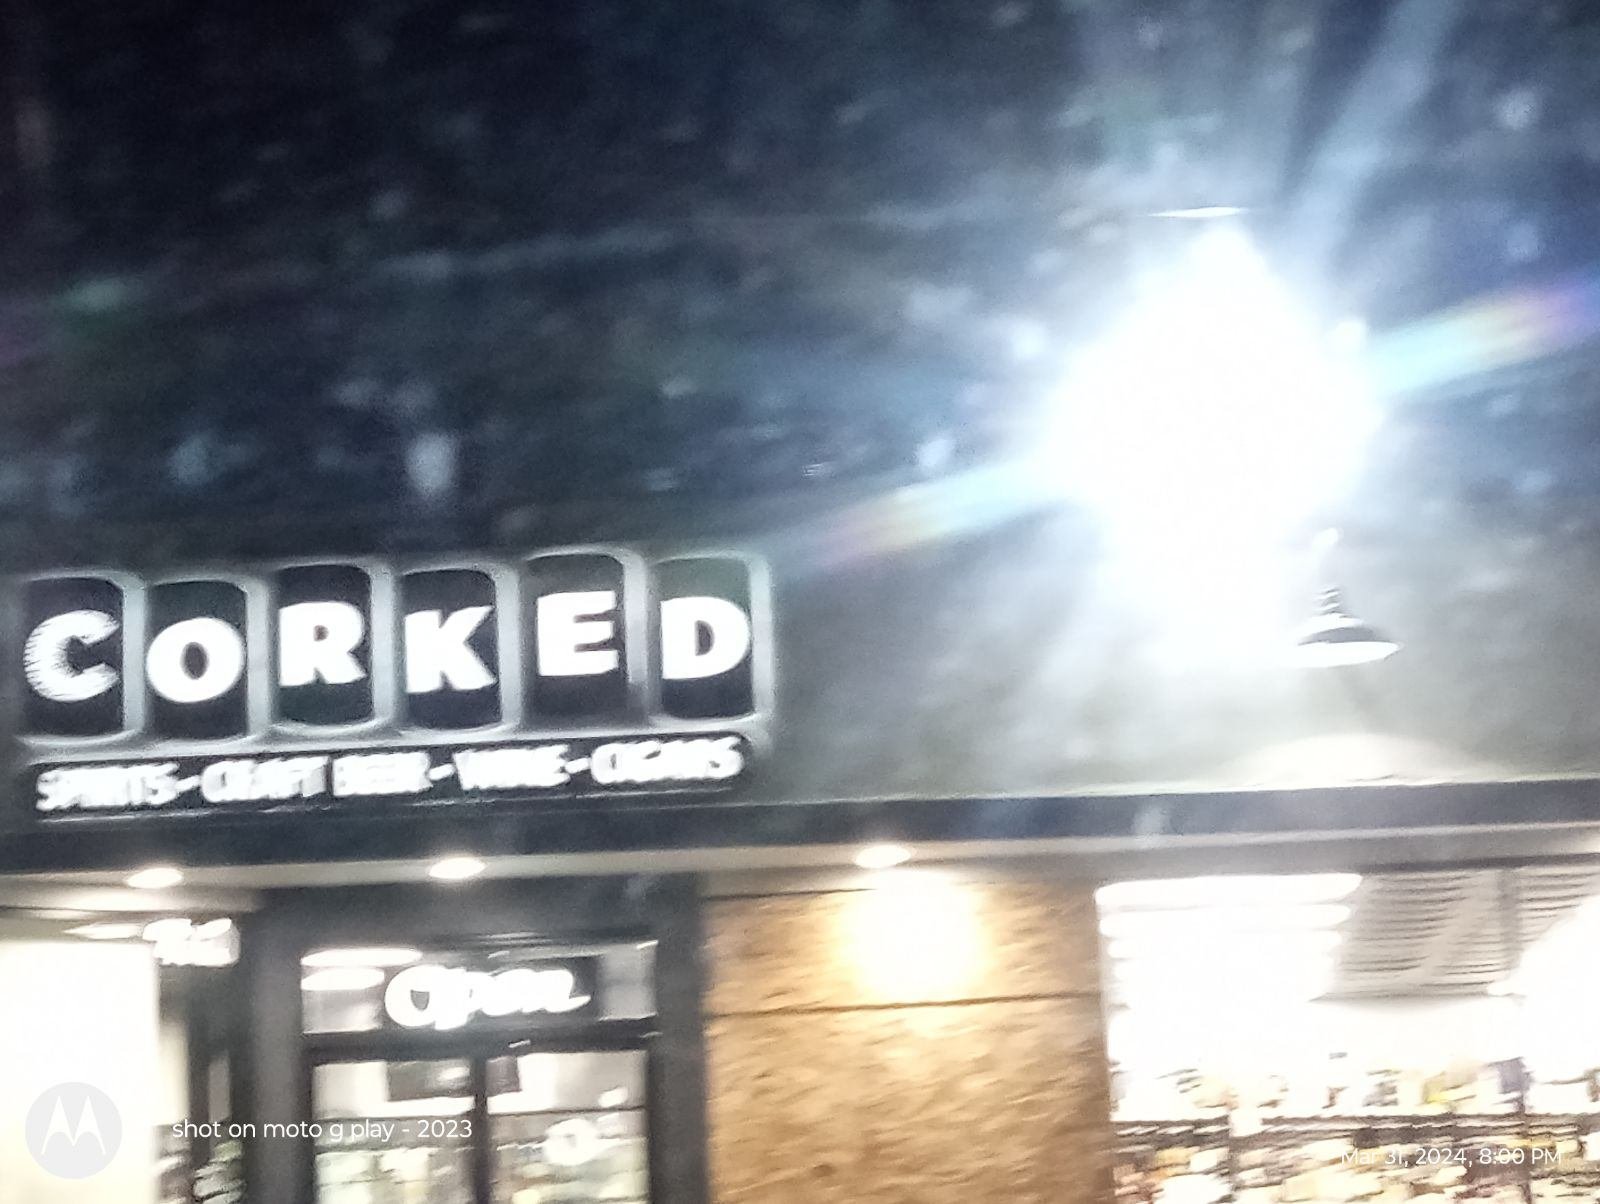 CORKED
SPIRITS - CRAFT BEER - WINE - CIGARS
Open
shot on moto g play - 2023
Mar 31, 2024, 8:00 PM